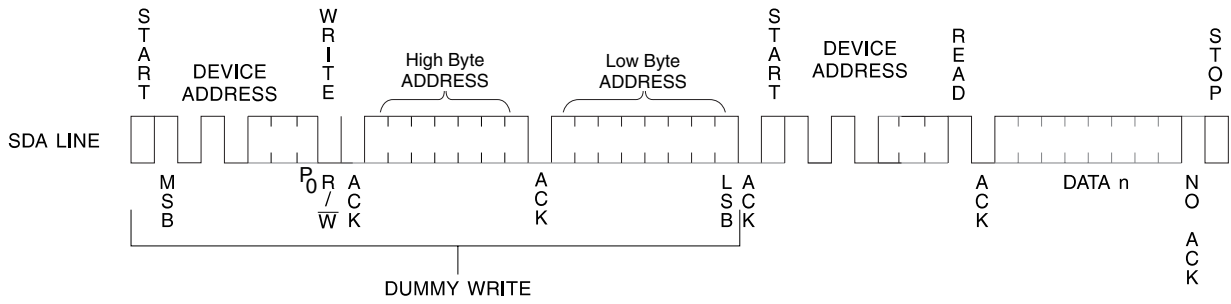 START
WRITE
START
READ
STOP
DEVICE
ADDRESS
High Byte
ADDRESS
Low Byte
ADDRESS
DEVICE
ADDRESS
SDA LINE
MSB
P0
R/W
ACK
ACK
LSB
ACK
ACK
DATA n
NO ACK
DUMMY WRITE